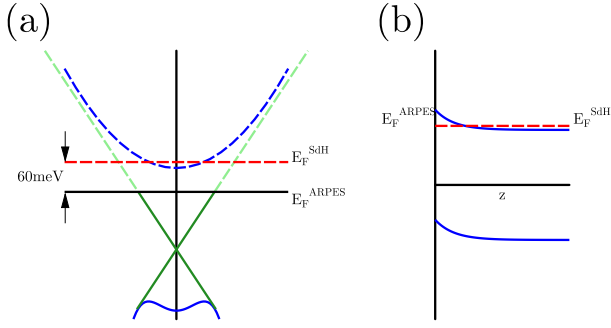 (a)
(b)
E_F^SdH
60meV
E_F^ARPES
E_F^ARPES
E_F^SdH
z